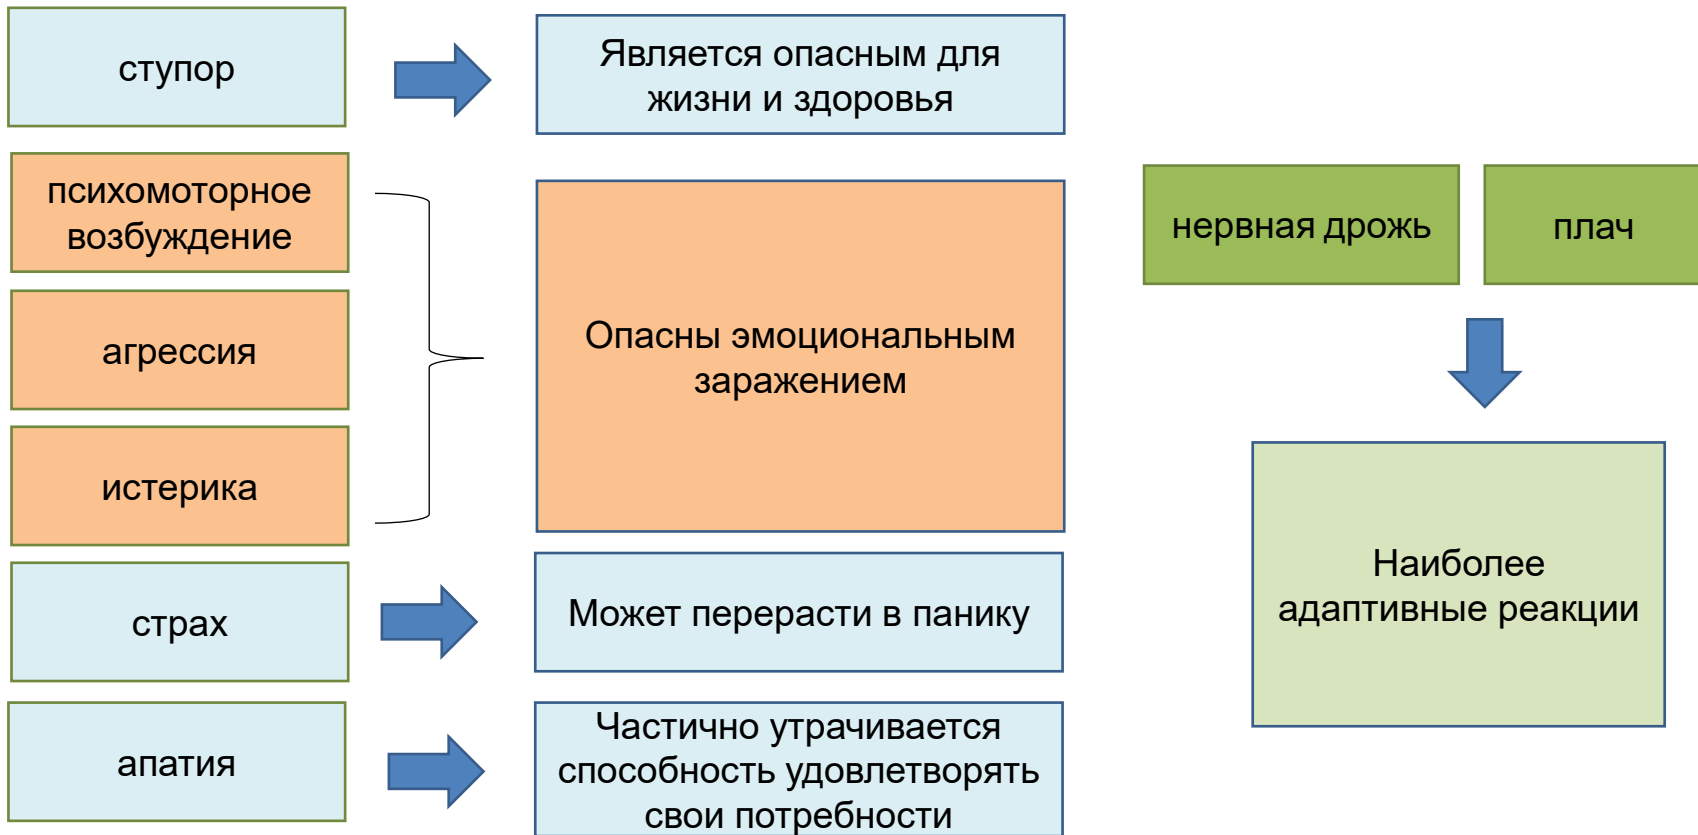 ступор
Является опасным для
жизни и здоровья
психомоторное
возбуждение
агрессия
истерика
Опасны эмоциональным
заражением
страх
Может перерасти в панику
апатия
Частично утрачивается
способность удовлетворять
свои потребности
нервная дрожь
плач
Наиболее
адаптивные реакции